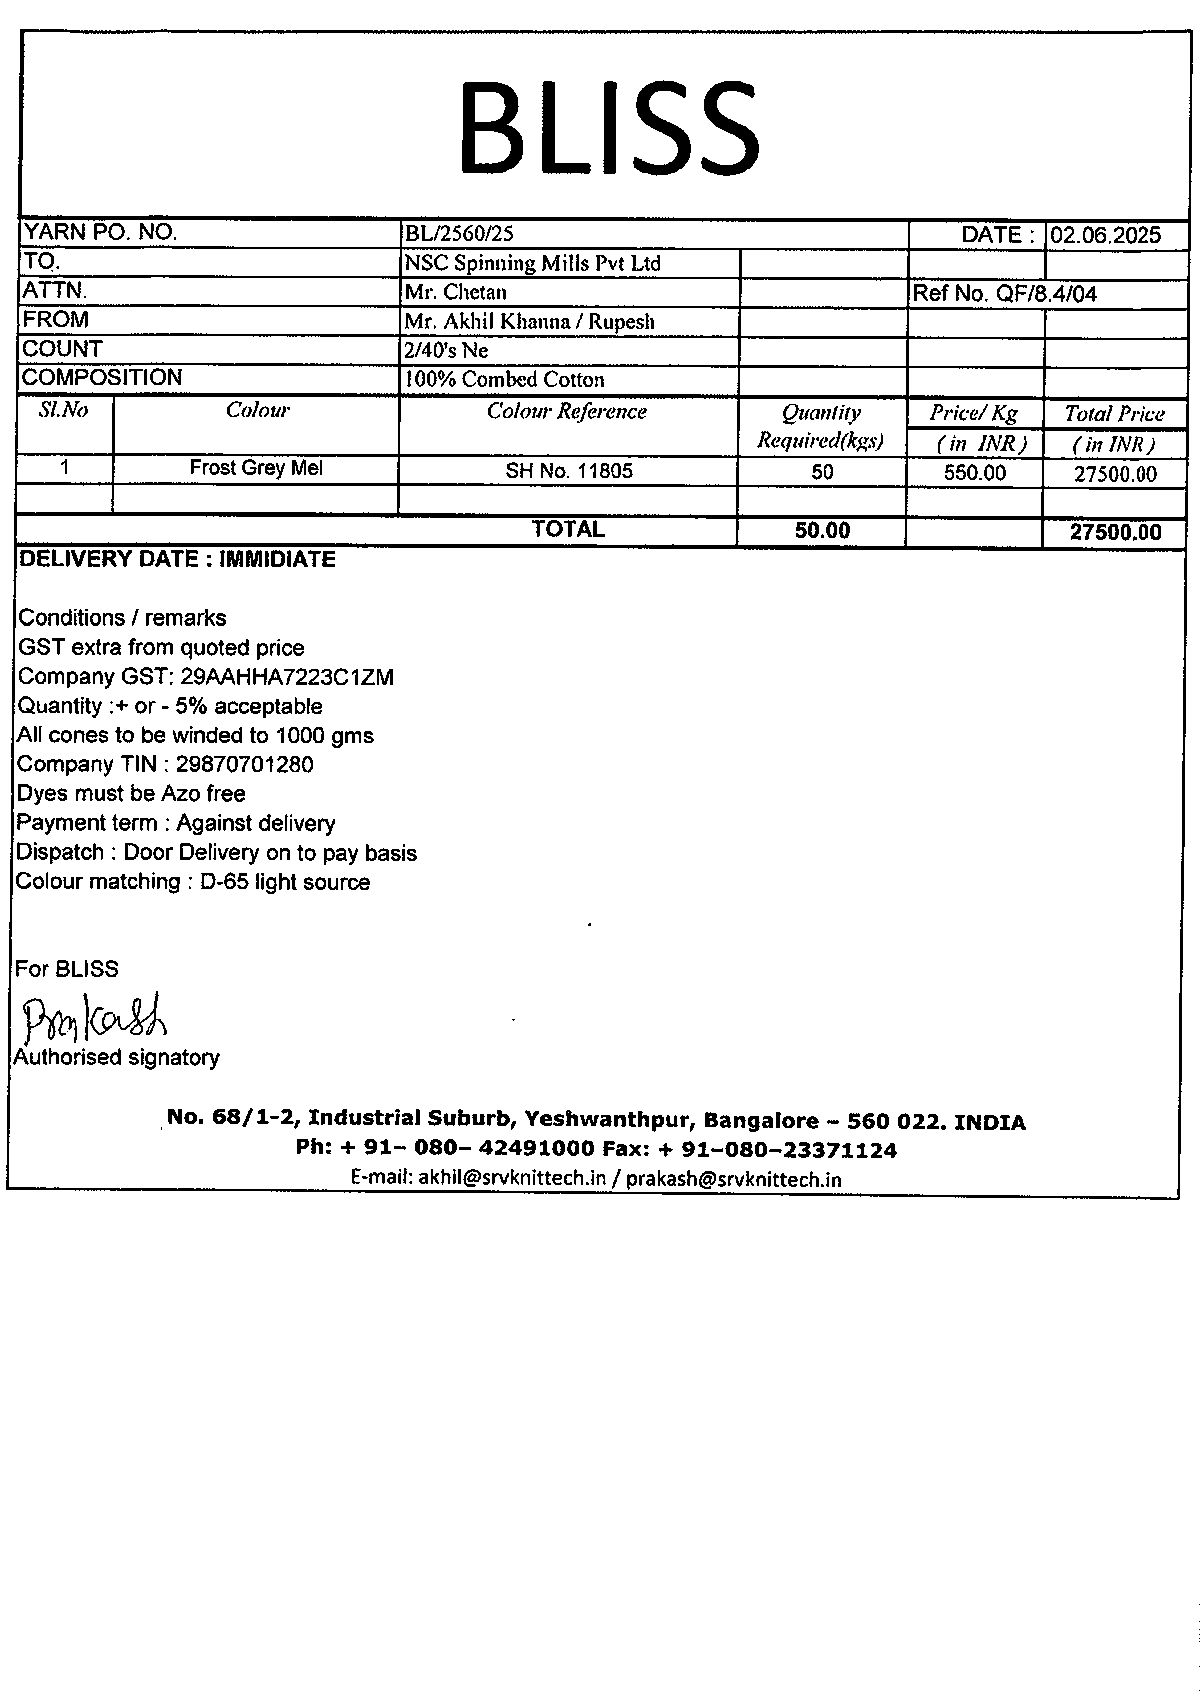 BLISS
YARN PO. NO. BL/2560/25 DATE : 02.06.2025
TO. NSC Spinning Mills Pvt Ltd
ATTN. Mr. Chetan Ref No. QF/8.4/04
FROM Mr. Akhil Khanna / Rupesh
COUNT 2/40's Ne
COMPOSITION 100% Combed Cotton
Sl.No Colour Colour Reference Quantity Price/ Kg Total Price
Required(kgs) ( in INR ) ( in INR )
1 Frost Grey Mel SH No. 11805 50 550.00 27500.00
TOTAL 50.00 27500.00
DELIVERY DATE : IMMIDIATE
Conditions / remarks
GST extra from quoted price
Company GST: 29AAHHA7223C1ZM
Quantity :+ or - 5% acceptable
All cones to be winded to 1000 gms
Company TIN : 29870701280
Dyes must be Azo free
Payment term : Against delivery
Dispatch : Door Delivery on to pay basis
Colour matching : D-65 light source
For BLISS
Prakash
Authorised signatory
No. 68/1-2, Industrial Suburb, Yeshwanthpur, Bangalore – 560 022. INDIA
Ph: + 91– 080– 42491000 Fax: + 91–080–23371124
E-mail: akhil@srvknittech.in / prakash@srvknittech.in